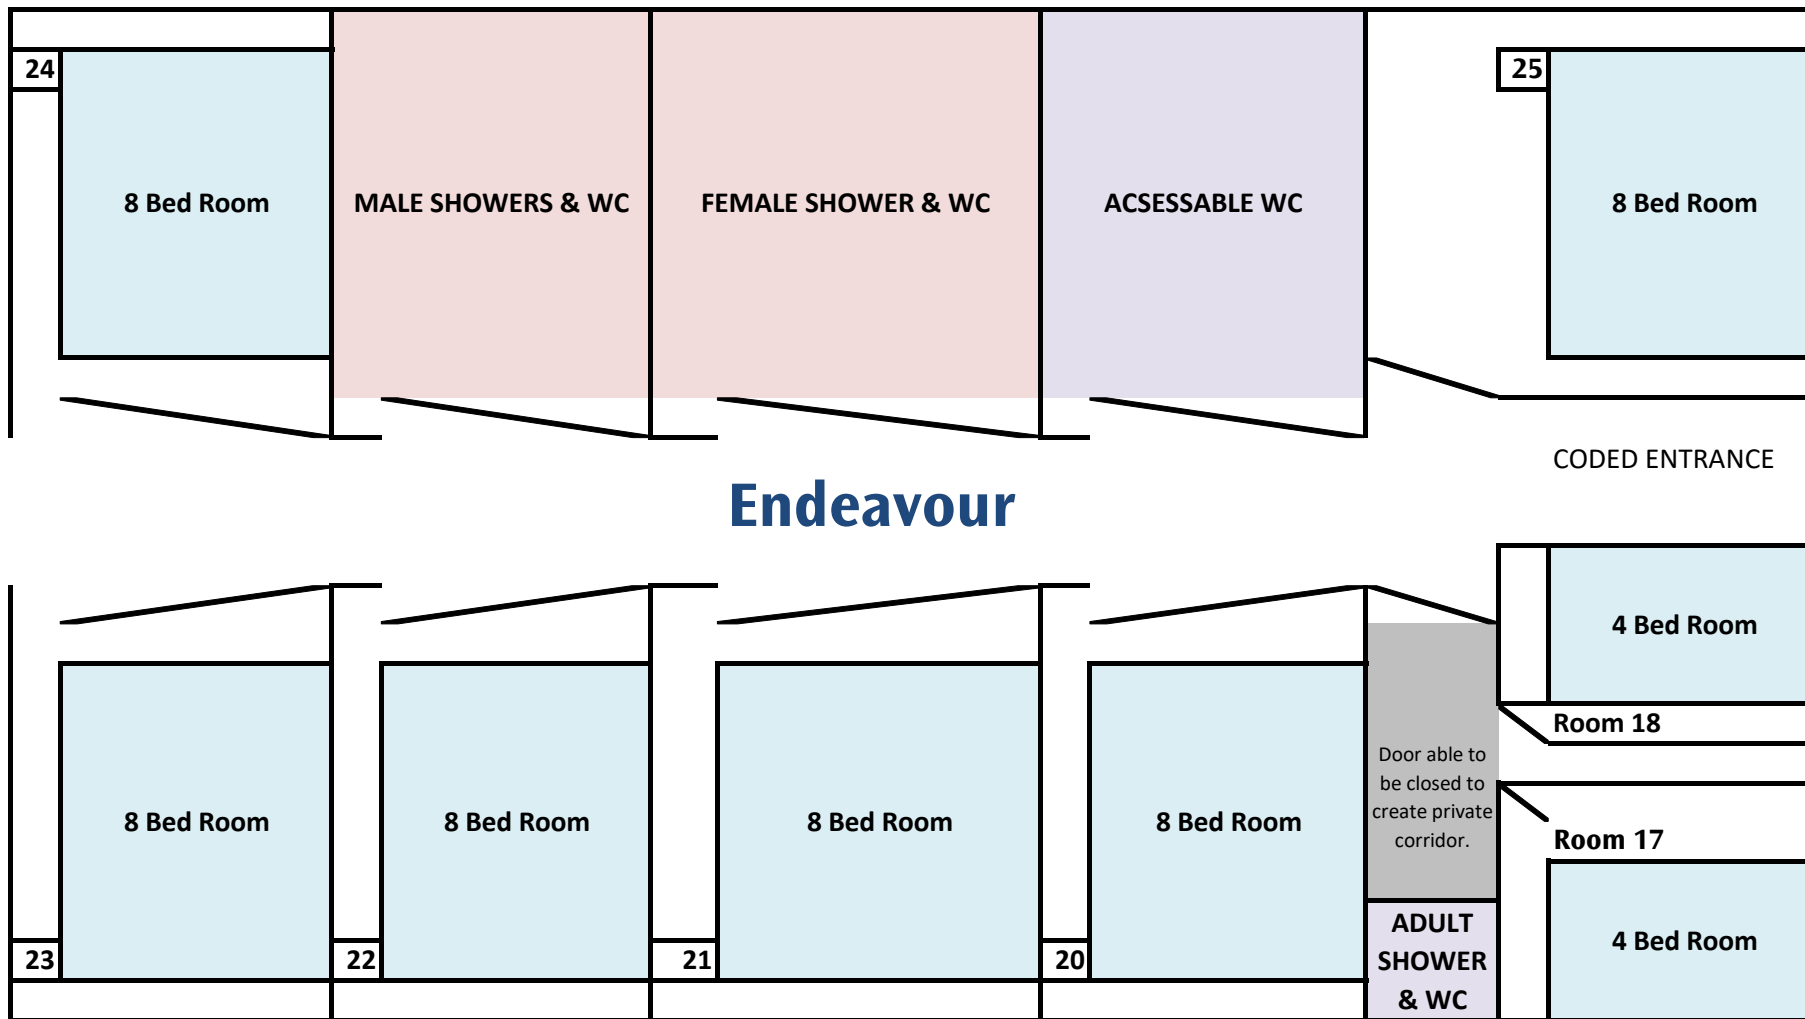 24
25
8 Bed Room
MALE SHOWERS & WC
FEMALE SHOWER & WC
ACSESSABLE WC
8 Bed Room
CODED ENTRANCE
Endeavour
4 Bed Room
Room 18
Door able to
be closed to
create private
corridor.
8 Bed Room
8 Bed Room
8 Bed Room
8 Bed Room
Room 17
ADULT
SHOWER
& WC
4 Bed Room
23
22
21
20